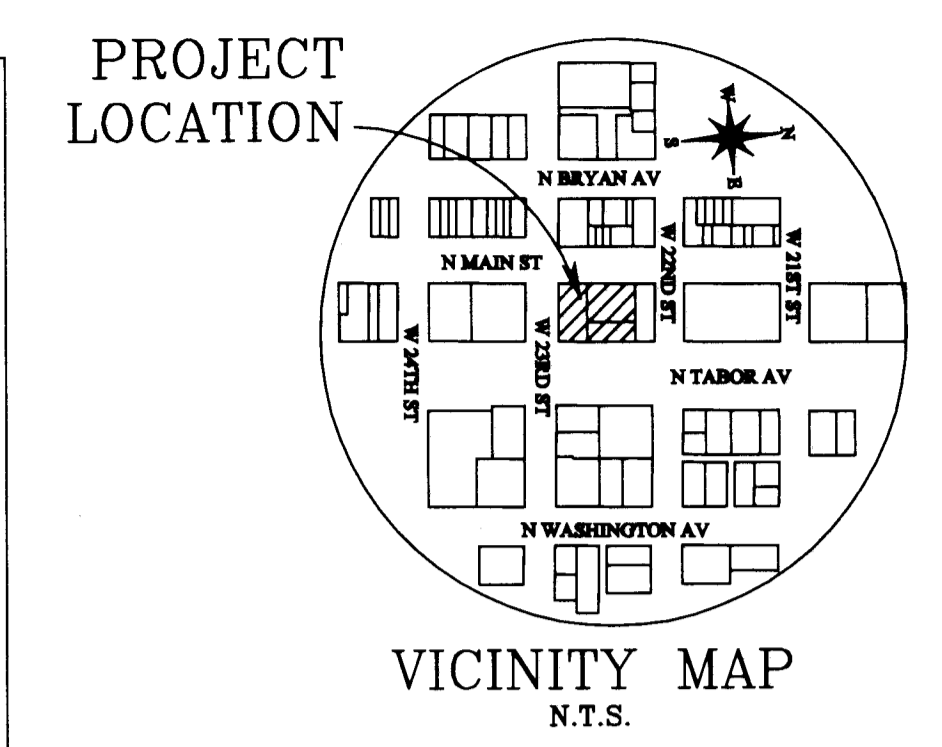 PROJECT
LOCATION
W
N
S
E
N BRYAN AV
N MAIN ST
W 22ND ST
W 21ST ST
W 24TH ST
W 23RD ST
N TABOR AV
N WASHINGTON AV
VICINITY MAP
N.T.S.